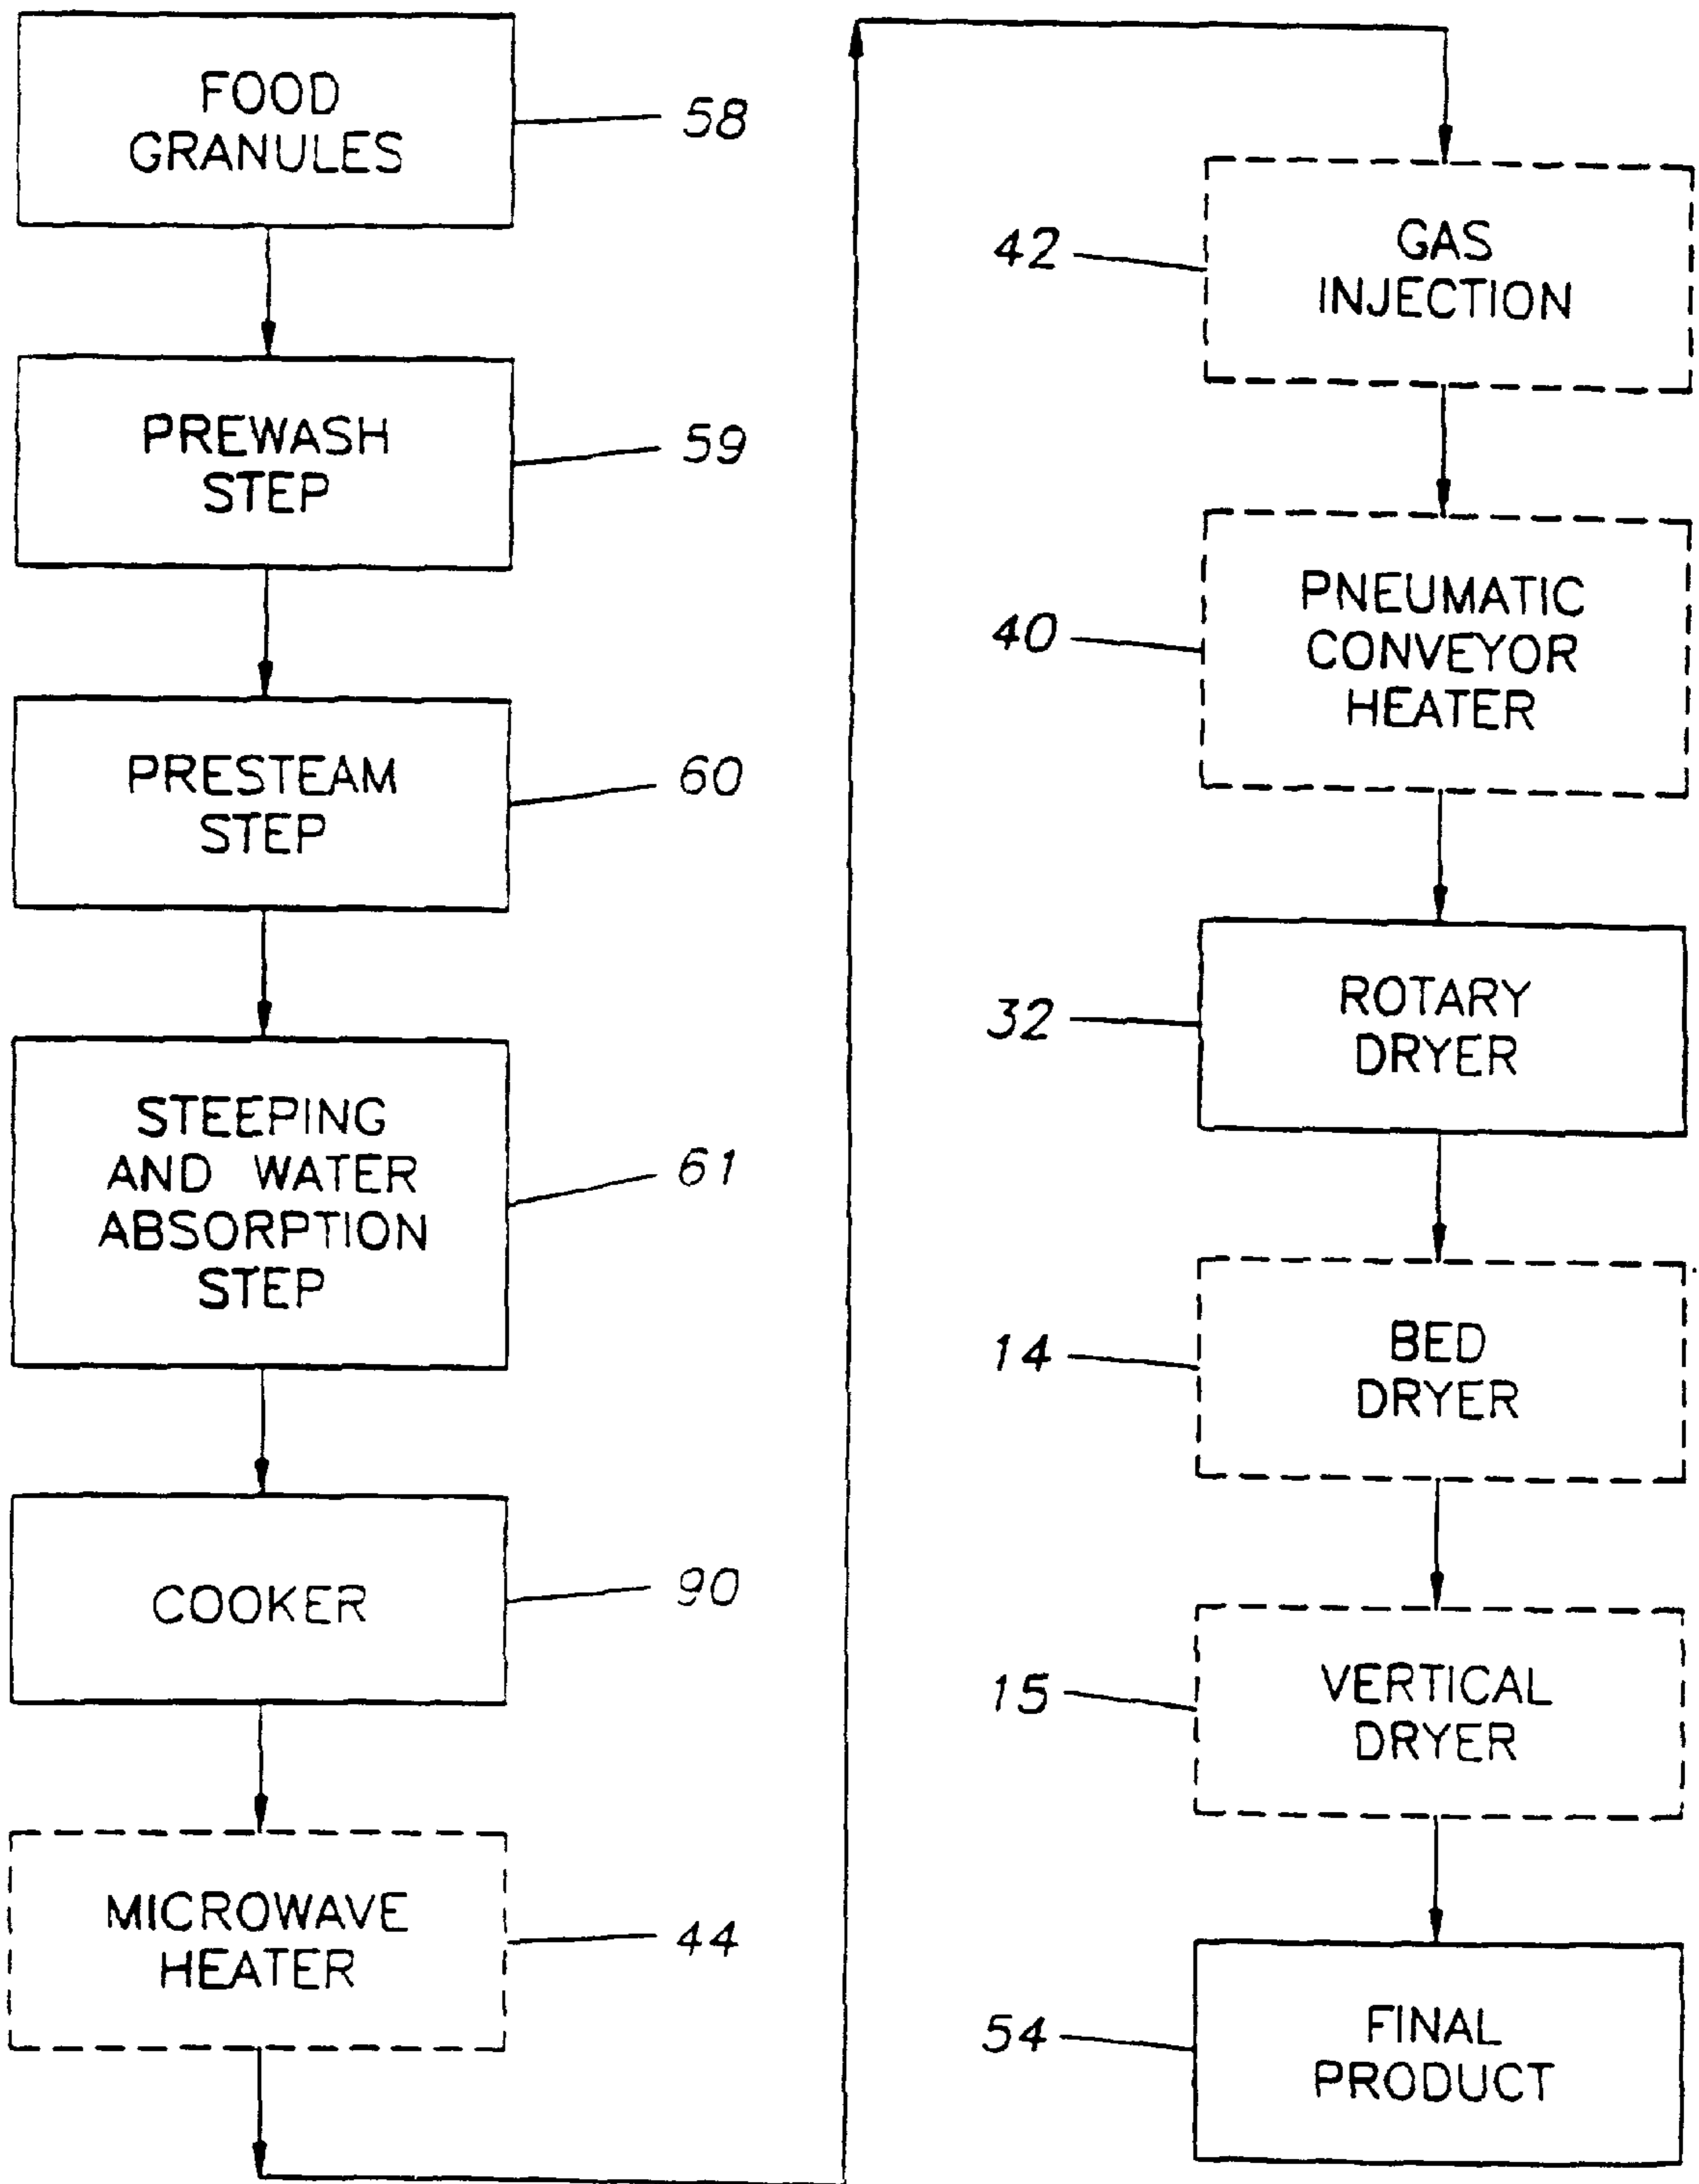 FOOD
GRANULES
58
PREWASH
STEP
59
PRESTEAM
STEP
60
STEEPING
AND WATER
ABSORPTION
STEP
61
COOKER
90
MICROWAVE
HEATER
44
GAS
INJECTION
42
PNEUMATIC
CONVEYOR
HEATER
40
ROTARY
DRYER
32
BED
DRYER
14
VERTICAL
DRYER
15
FINAL
PRODUCT
54